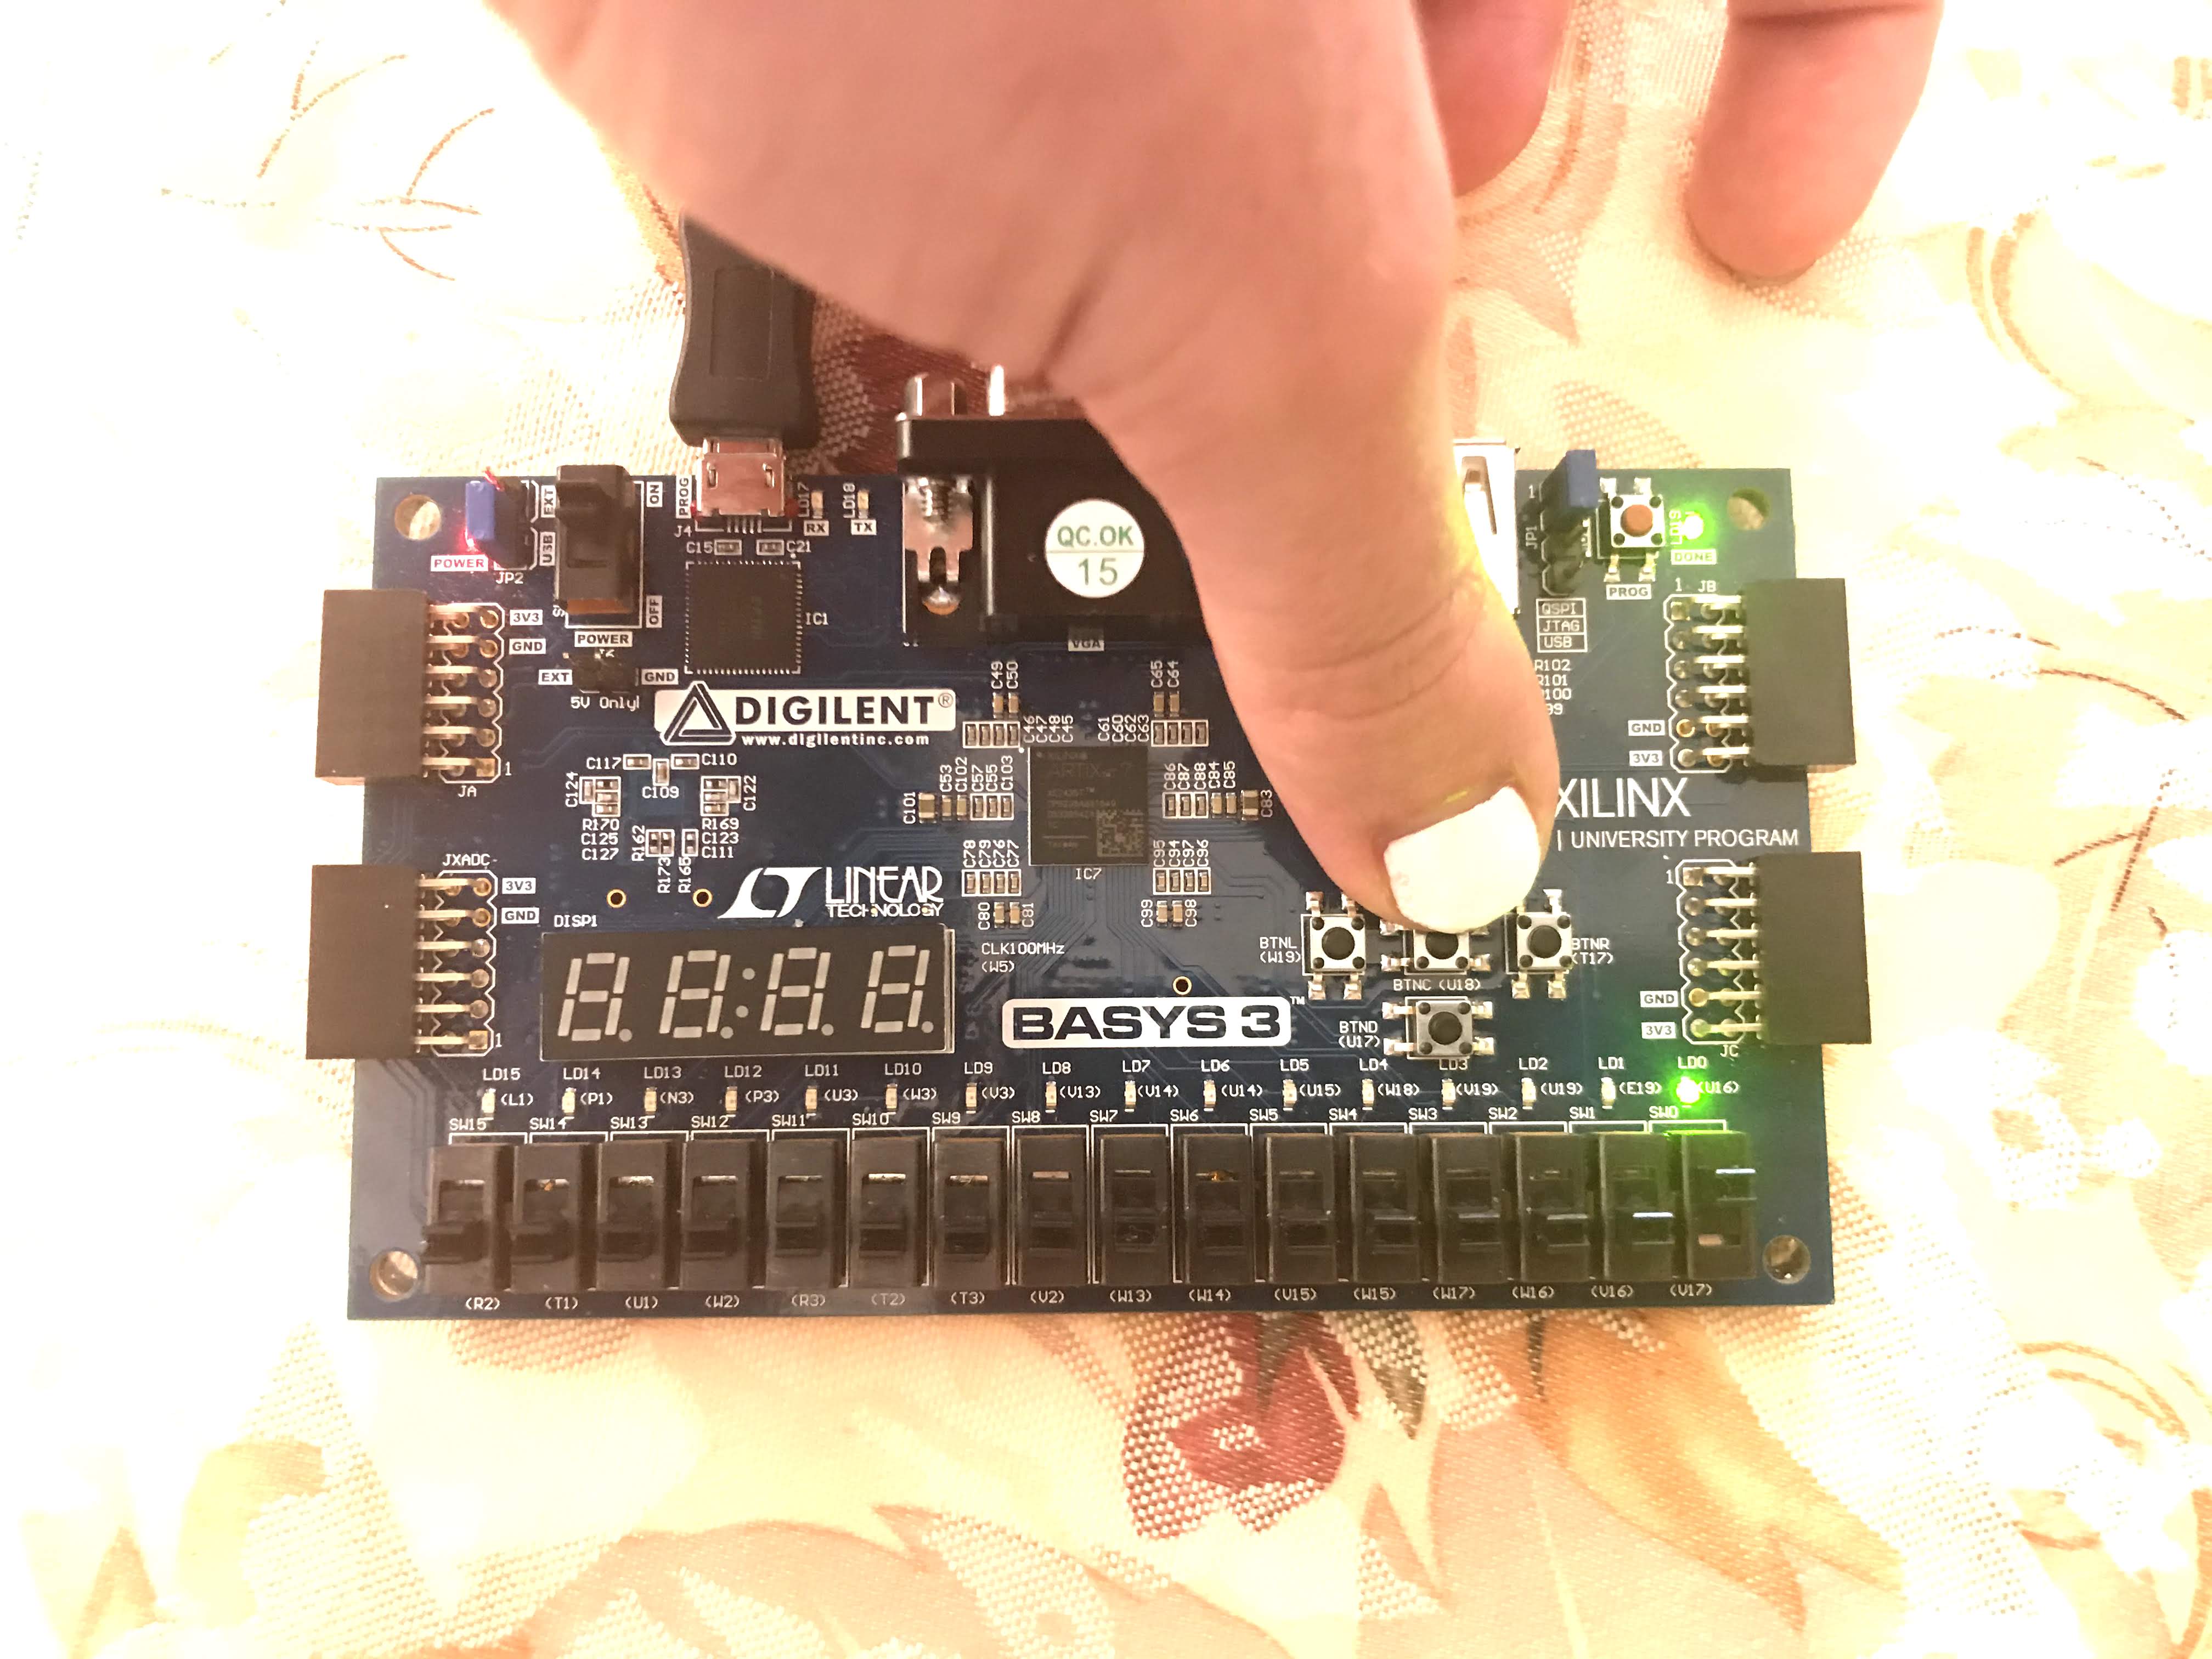 EXT
ON
PROG
LD17
LD18
RX
TX
J4
C15
C21
QC.OK
15
JP1
1
LD19
DONE
PROG
POWER
JP2
USB
OFF
POWER
EXT
GND
5V Only!
IC1
VGA
QSPI
JTAG
USB
R102
JB
1
3V3
GND
JA
1
GND
3V3
DIGILENT®
www.digilentinc.com
C49
C50
C65
C64
C46
C47
C48
C45
C61
C60
C62
C63
C117
C110
C109
C124
C122
R170
C125
C127
R162
R169
C123
C111
R173
R165
C101
C53
C102
C57
C55
C103
ARTIX
C86
C87
C88
C84
C85
C83
C78
C79
C76
C77
C95
C94
C97
C96
IC7
C80
C81
C99
C98
XILINX
| UNIVERSITY PROGRAM
JXADC
3V3
GND
1
LINEAR
TECHNOLOGY
DISP1
CLK100MHz
(W5)
BASYS 3™
BTNL
(W19)
BTNC (U18)
BTNR
(T17)
BTND
(U17)
1
GND
3V3
JC
LD15
LD14
LD13
LD12
LD11
LD10
LD9
LD8
LD7
LD6
LD5
LD4
LD3
LD2
LD1
LD0
(L1)
(P1)
(N3)
(P3)
(U3)
(W3)
(V3)
(V13)
(V14)
(U14)
(U15)
(W18)
(V19)
(U19)
(E19)
(U16)
SW15
SW14
SW13
SW12
SW11
SW10
SW9
SW8
SW7
SW6
SW5
SW4
SW3
SW2
SW1
SW0
(R2)
(T1)
(U1)
(W2)
(R3)
(T2)
(T3)
(V2)
(W13)
(W14)
(V15)
(W15)
(W17)
(W16)
(V16)
(V17)